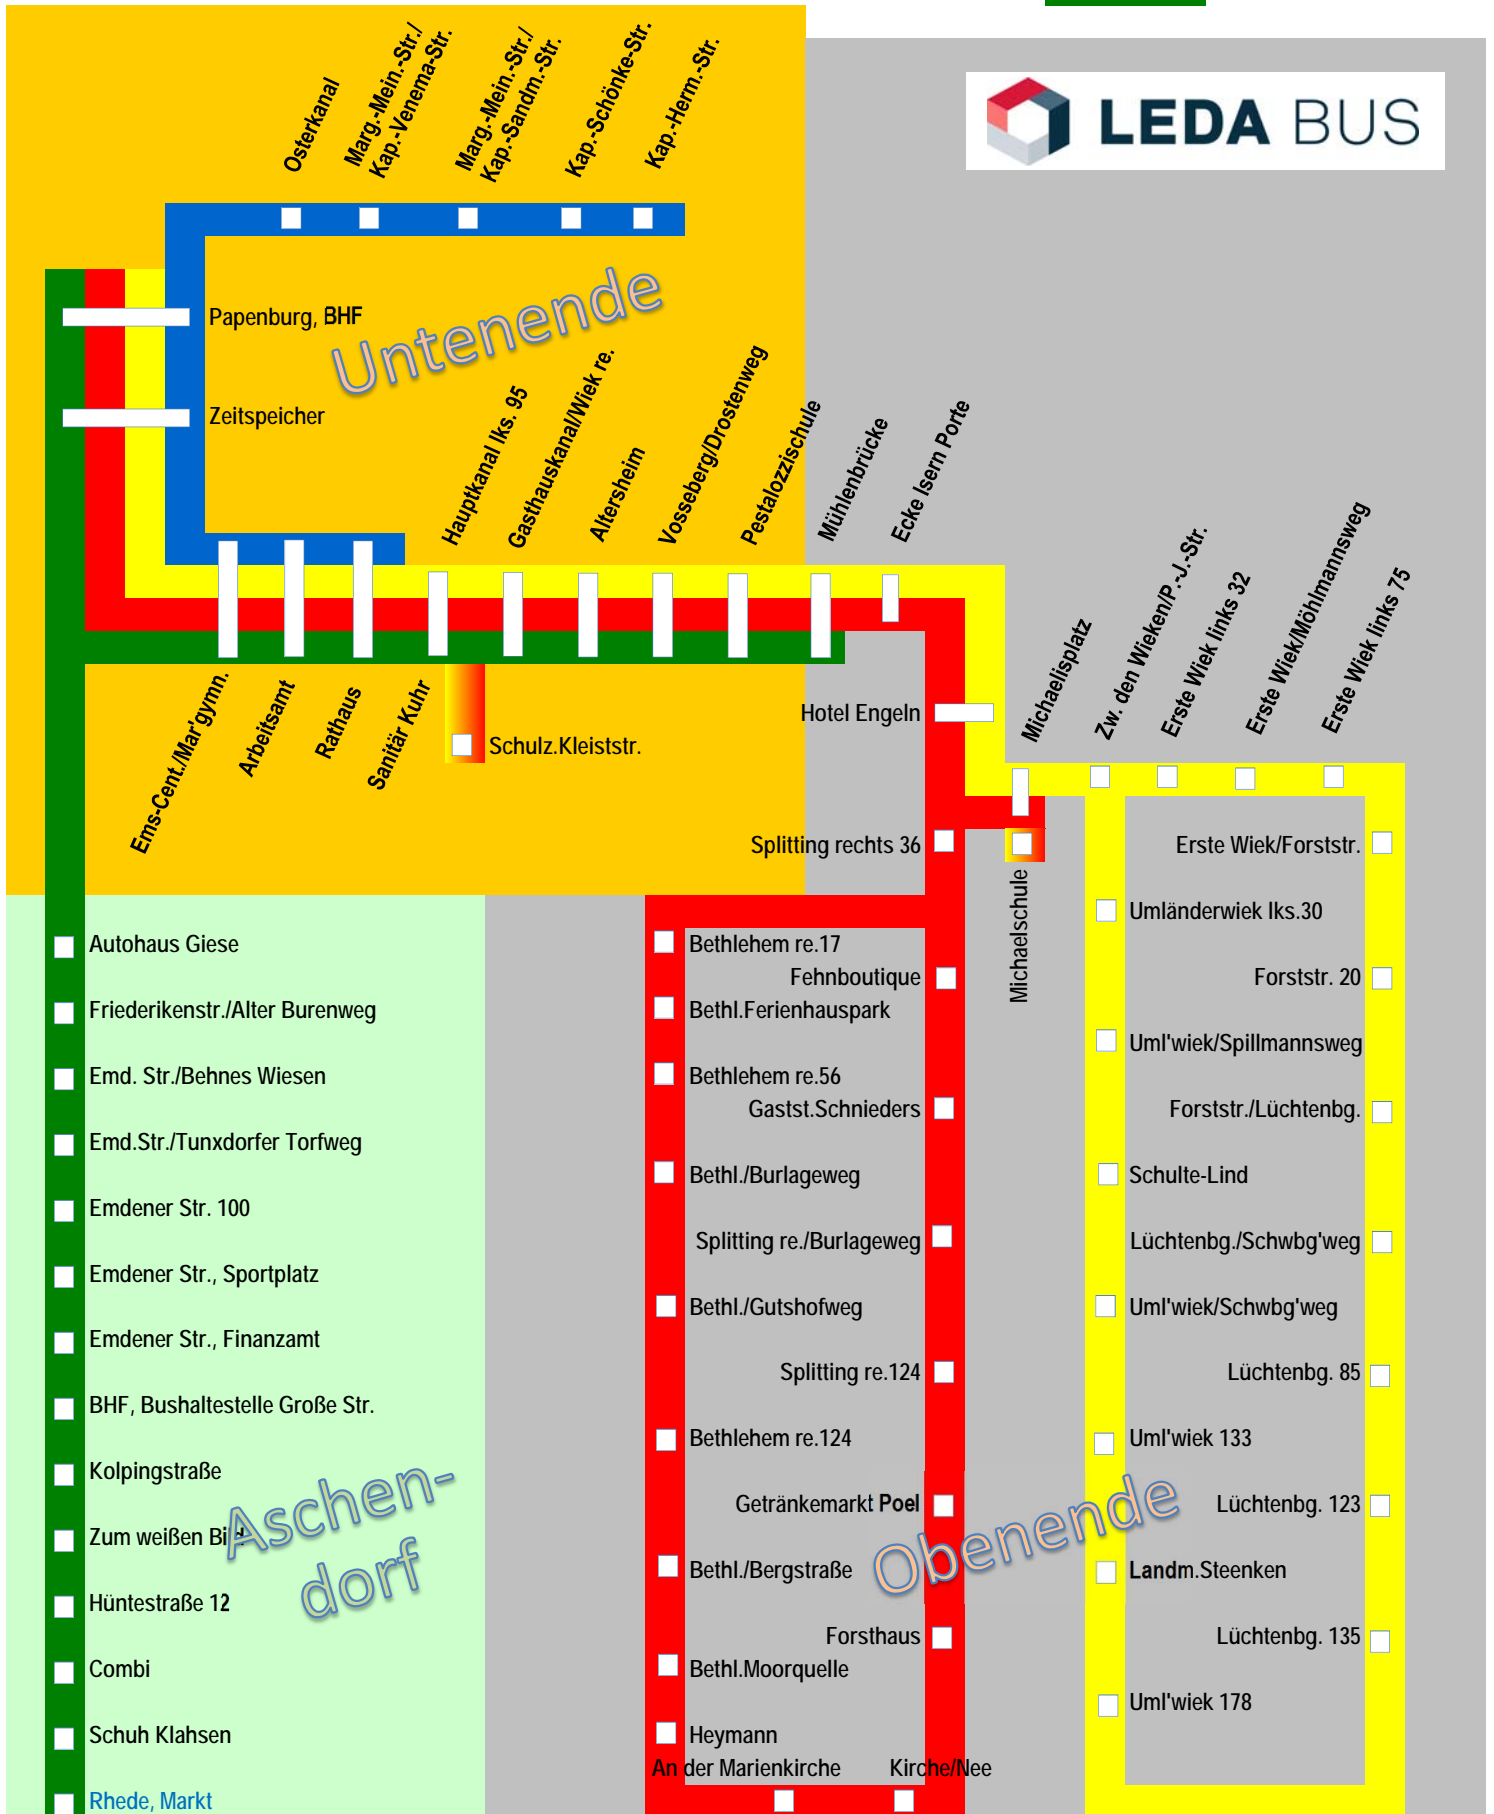 LEDA BUS
Osterkanal
Marg.-Mein.-Str./
Kap.-Venema-Str.
Marg.-Mein.-Str./
Kap.-Sandm.-Str.
Kap.-Schönke-Str.
Kap.-Herm.-Str.
Papenburg, BHF
Untenende
Zeitspeicher
Hauptkanal lks. 95
Gasthauskanal/Wiek re.
Altersheim
Vosseberg/Drostenweg
Pestalozzischule
Mühlenbrücke
Ecke Isern Porte
Ems-Cent./Mar'gymn.
Arbeitsamt
Rathaus
Sanitär Kuhr
Schulz.Kleiststr.
Hotel Engeln
Michaelisplatz
Zw. den Wieken/P.-J.-Str.
Erste Wiek links 32
Erste Wiek/Möhlmannsweg
Erste Wiek links 75
Splitting rechts 36
Michaelschule
Erste Wiek/Forststr.
Umländerwiek lks.30
Forststr. 20
Uml'wiek/Spillmannsweg
Forststr./Lüchtenbg.
Schulte-Lind
Lüchtenbg./Schwbg'weg
Uml'wiek/Schwbg'weg
Lüchtenbg. 85
Uml'wiek 133
Lüchtenbg. 123
Landm.Steenken
Lüchtenbg. 135
Uml'wiek 178
Bethlehem re.17
Fehnboutique
Bethl.Ferienhauspark
Bethlehem re.56
Gastst.Schnieders
Bethl./Burlageweg
Splitting re./Burlageweg
Bethl./Gutshofweg
Splitting re.124
Bethlehem re.124
Getränkemarkt Poel
Obenende
Bethl./Bergstraße
Forsthaus
Bethl.Moorquelle
Heymann
An der Marienkirche
Kirche/Nee
Autohaus Giese
Friederikenstr./Alter Burenweg
Emd. Str./Behnes Wiesen
Emd.Str./Tunxdorfer Torfweg
Emdener Str. 100
Emdener Str., Sportplatz
Emdener Str., Finanzamt
BHF, Bushaltestelle Große Str.
Kolpingstraße
Aschen-
dorf
Zum weißen Bild
Hüntestraße 12
Combi
Schuh Klahsen
Rhede, Markt